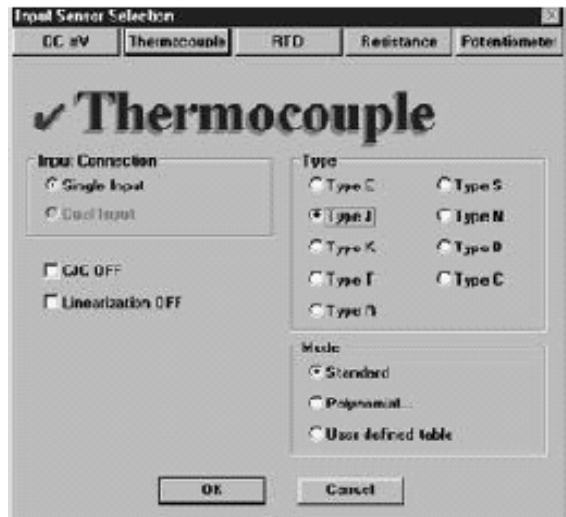 Input Sensor Selection
DC mV
Thermocouple
RTD
Resistance
Potentiometer
Thermocouple
Input Connection
Single Input
Dual Input
CJC OFF
Linearization OFF
Type
Type E
Type S
Type J
Type N
Type K
Type
Type T
Type C
Type
Mode
Standard
Polynomial...
User defined table
OK
Cancel